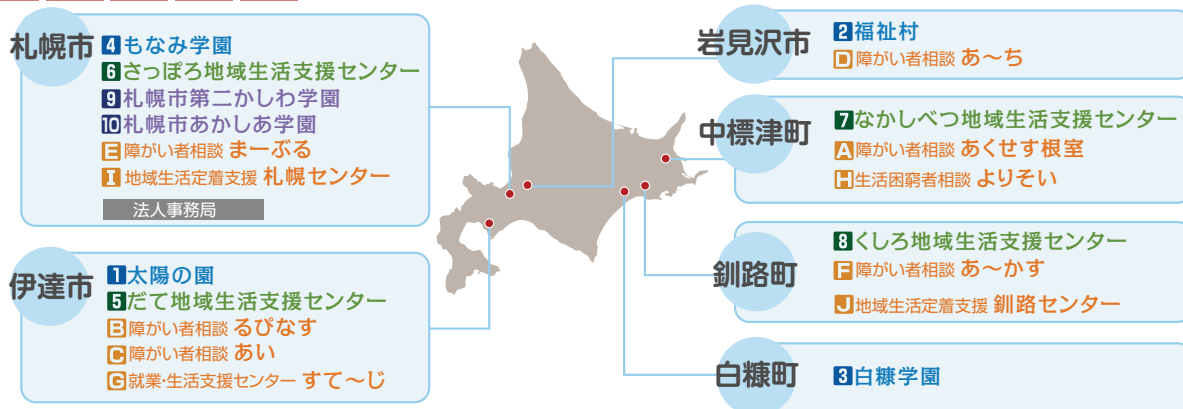 札幌市
4もなみ学園
6さっぽろ地域生活支援センター
9札幌市第二かしわ学園
10札幌市あかしあ学園
E障がい者相談 まーぶる
I地域生活定着支援 札幌センター
法人事務局
伊達市
1太陽の園
5だて地域生活支援センター
B障がい者相談 るぴなす
C障がい者相談 あい
G就業・生活支援センター すて〜じ
岩見沢市
2福祉村
D障がい者相談 あ〜ち
中標津町
7なかしべつ地域生活支援センター
A障がい者相談 あくせす根室
H生活困窮者相談 よりそい
釧路町
8くしろ地域生活支援センター
F障がい者相談 あ〜かす
J地域生活定着支援 釧路センター
白糠町
3白糠学園